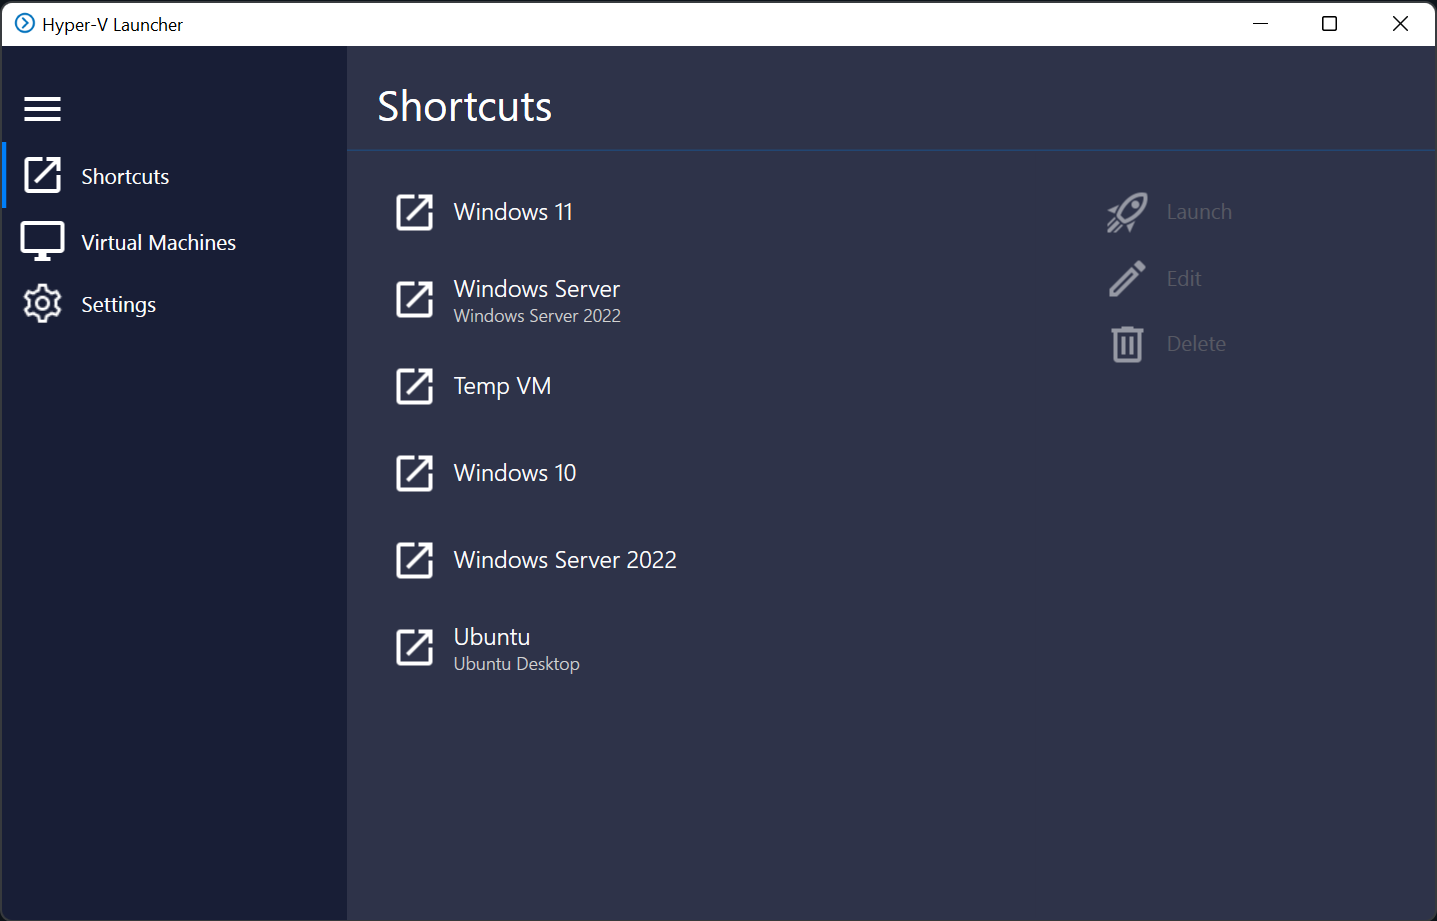 Hyper-V Launcher
Shortcuts
Virtual Machines
Settings
Shortcuts
Windows 11
Windows Server
Windows Server 2022
Temp VM
Windows 10
Windows Server 2022
Ubuntu
Ubuntu Desktop
Launch
Edit
Delete